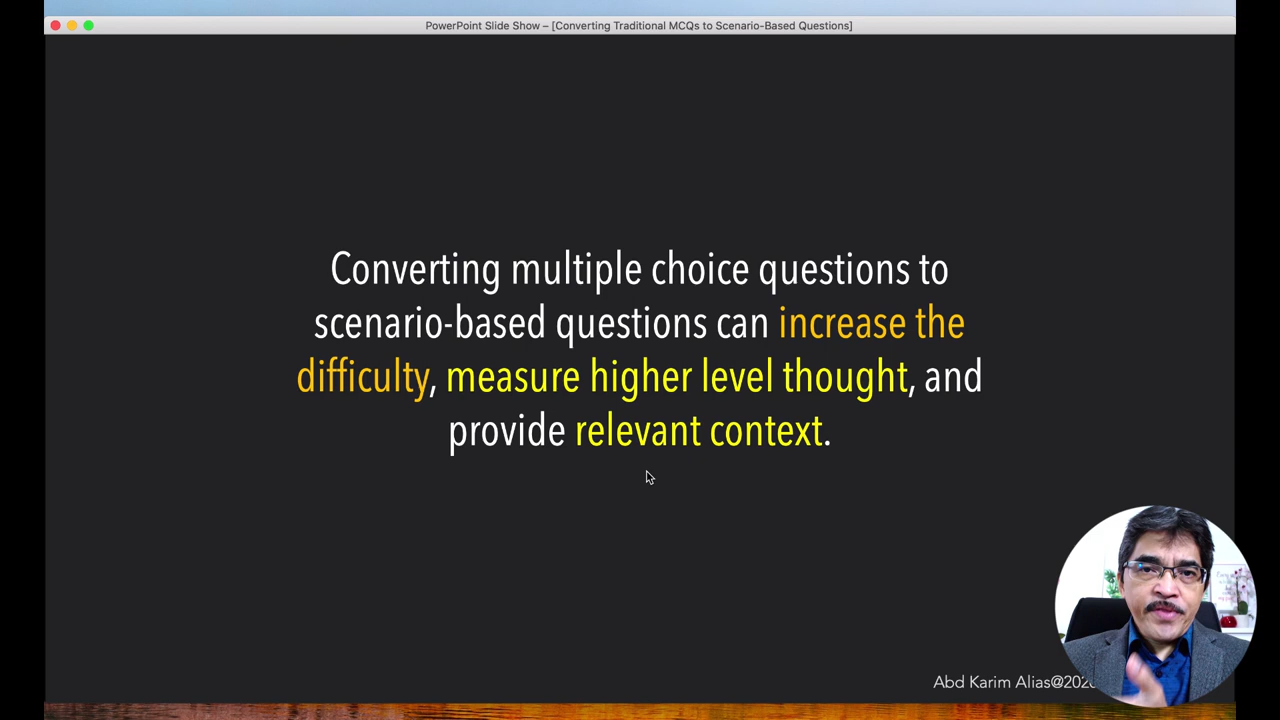 PowerPoint Slide Show – [Converting Traditional MCQs to Scenario-Based Questions]
Converting multiple choice questions to
scenario-based questions can increase the
difficulty, measure higher level thought, and
provide relevant context.
Abd Karim Alias@202